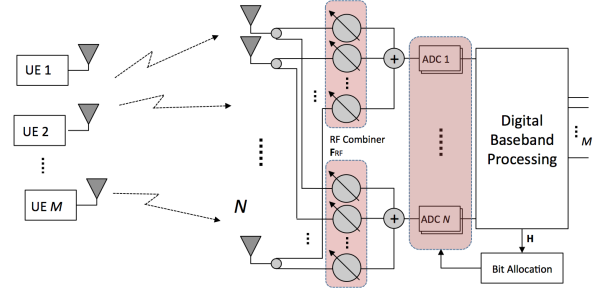 UE 1
UE 2
UE M
N
RF Combiner
FRF
ADC 1
ADC N
Digital
Baseband
Processing
M
H
Bit Allocation